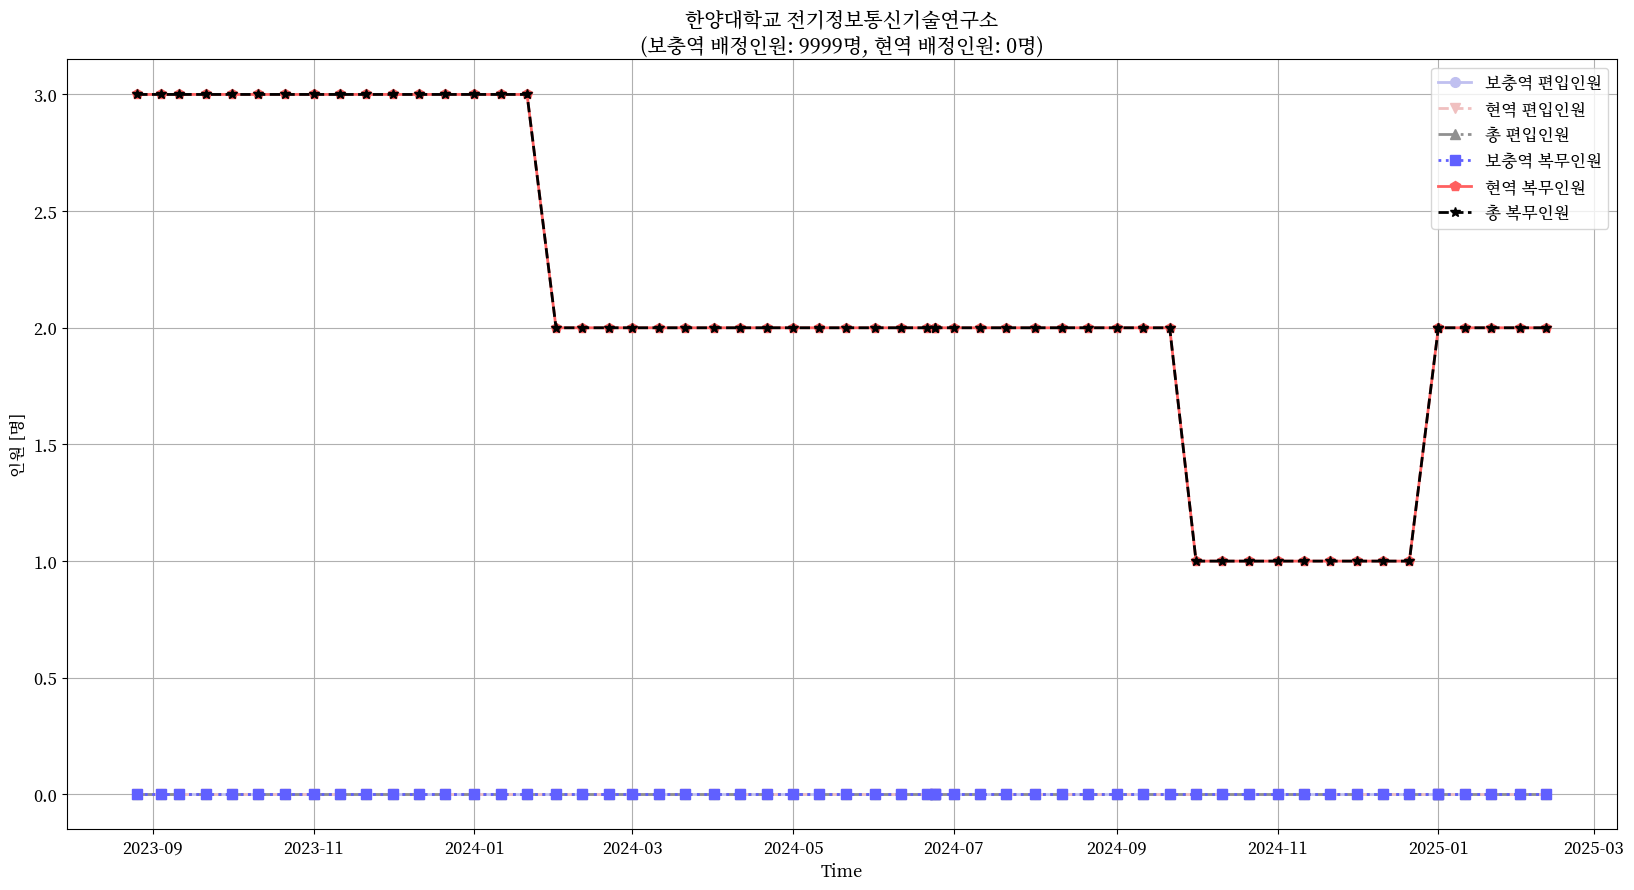 한양대학교 전기정보통신기술연구소
(보충역 배정인원: 9999명, 현역 배정인원: 0명)
보충역 편입인원
현역 편입인원
총 편입인원
보충역 복무인원
현역 복무인원
총 복무인원
인원 [명]
3.0
2.5
2.0
1.5
1.0
0.5
0.0
2023-09
2023-11
2024-01
2024-03
2024-05
2024-07
2024-09
2024-11
2025-01
2025-03
Time